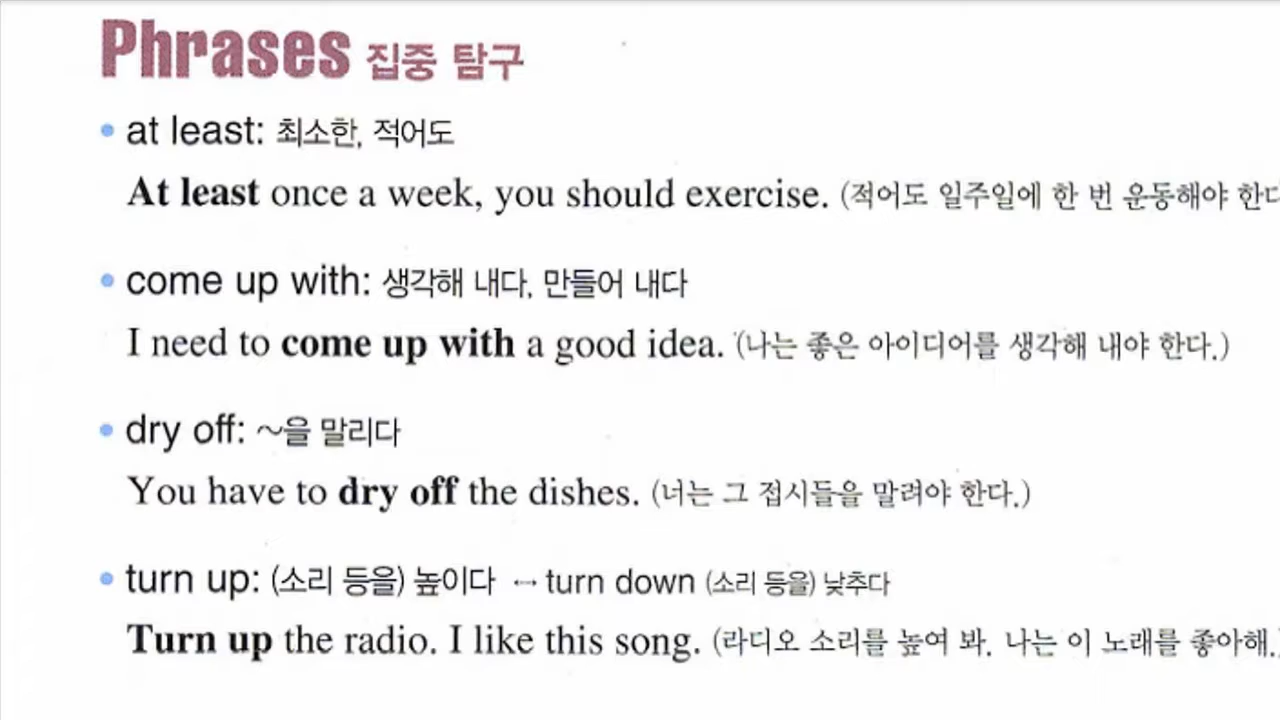 Phrases 집중 탐구
• at least: 최소한, 적어도
At least once a week, you should exercise. (적어도 일주일에 한 번 운동해야 한다
• come up with: 생각해 내다, 만들어 내다
I need to come up with a good idea. (나는 좋은 아이디어를 생각해 내야 한다.)
• dry off: ～을 말리다
You have to dry off the dishes. (너는 그 접시들을 말려야 한다.)
• turn up: (소리 등을) 높이다 ↔ turn down (소리 등을) 낮추다
Turn up the radio. I like this song. (라디오 소리를 높여 봐. 나는 이 노래를 좋아해.